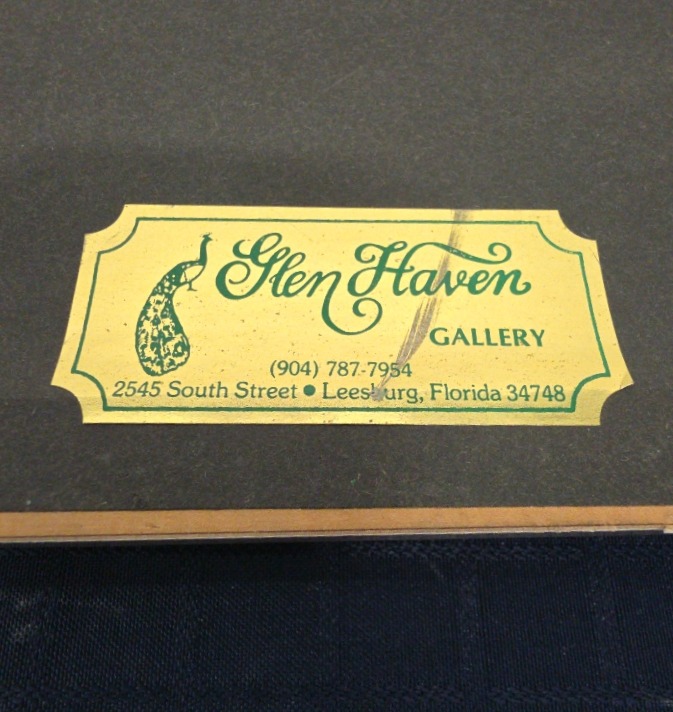 Glen Haven
GALLERY
(904) 787-7954
2545 South Street • Leesburg, Florida 34748